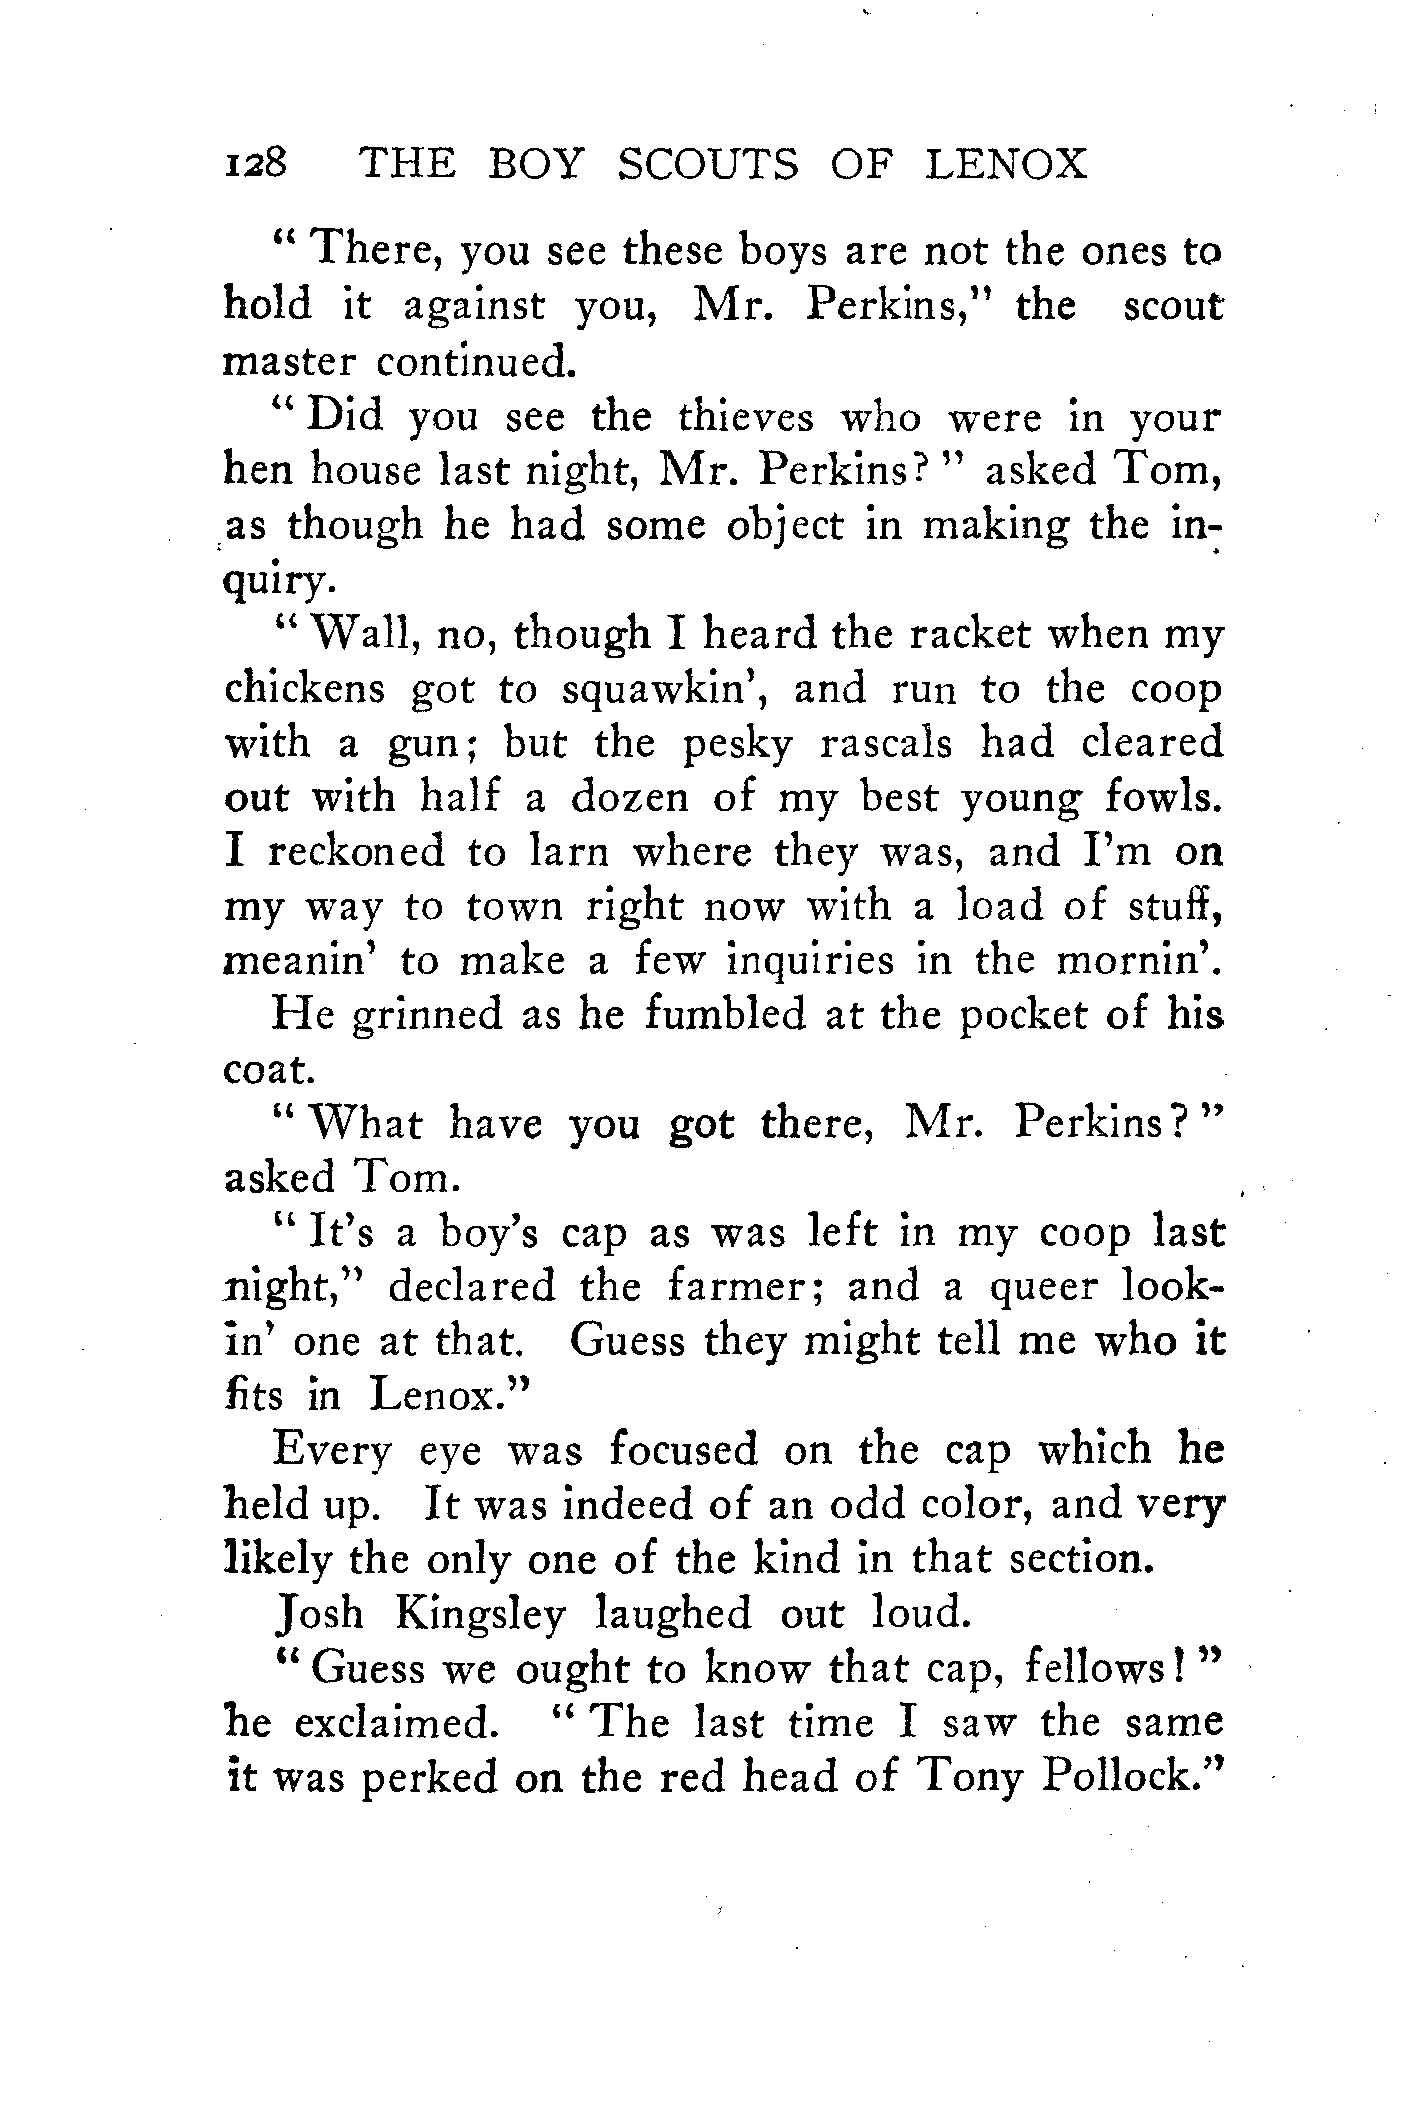 128 THE BOY SCOUTS OF LENOX
" There, you see these boys are not the ones to
hold it against you, Mr. Perkins," the scout
master continued.
" Did you see the thieves who were in your
hen house last night, Mr. Perkins? " asked Tom,
as though he had some object in making the in-
quiry.
" Wall, no, though I heard the racket when my
chickens got to squawkin', and run to the coop
with a gun; but the pesky rascals had cleared
out with half a dozen of my best young fowls.
I reckoned to larn where they was, and I'm on
my way to town right now with a load of stuff,
meanin' to make a few inquiries in the mornin'.
He grinned as he fumbled at the pocket of his
coat.
" What have you got there, Mr. Perkins? "
asked Tom.
" It's a boy's cap as was left in my coop last
night," declared the farmer; and a queer look-
in' one at that. Guess they might tell me who it
fits in Lenox."
Every eye was focused on the cap which he
held up. It was indeed of an odd color, and very
likely the only one of the kind in that section.
Josh Kingsley laughed out loud.
" Guess we ought to know that cap, fellows! "
he exclaimed. " The last time I saw the same
it was perked on the red head of Tony Pollock."